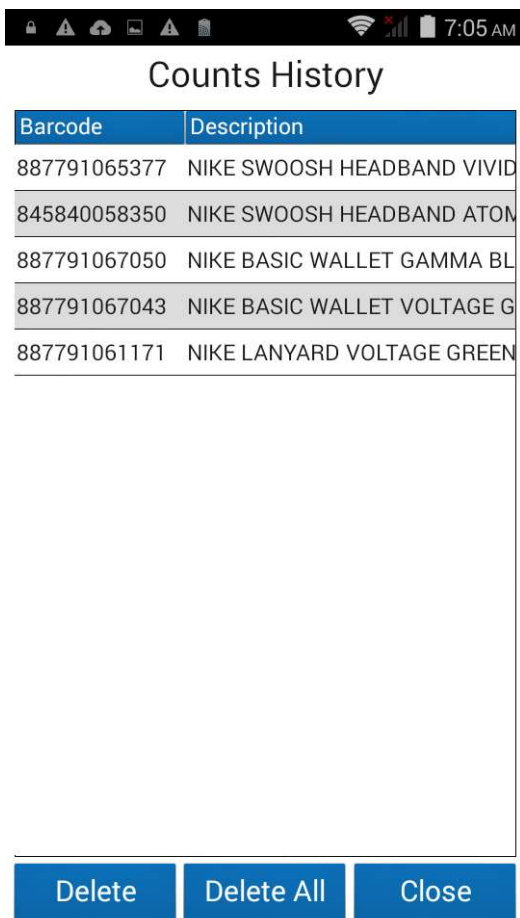 7:05 AM
Counts History
Barcode Description
887791065377 NIKE SWOOSH HEADBAND VIVID
845840058350 NIKE SWOOSH HEADBAND ATOM
887791067050 NIKE BASIC WALLET GAMMA BL
887791067043 NIKE BASIC WALLET VOLTAGE G
887791061171 NIKE LANYARD VOLTAGE GREEN
Delete Delete All Close